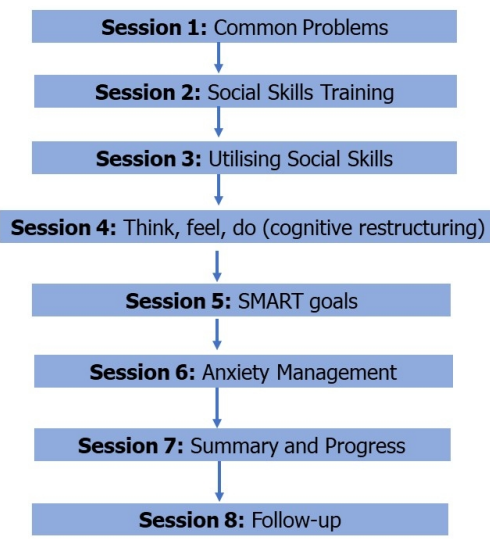 Session 1: Common Problems
Session 2: Social Skills Training
Session 3: Utilising Social Skills
Session 4: Think, feel, do (cognitive restructuring)
Session 5: SMART goals
Session 6: Anxiety Management
Session 7: Summary and Progress
Session 8: Follow-up